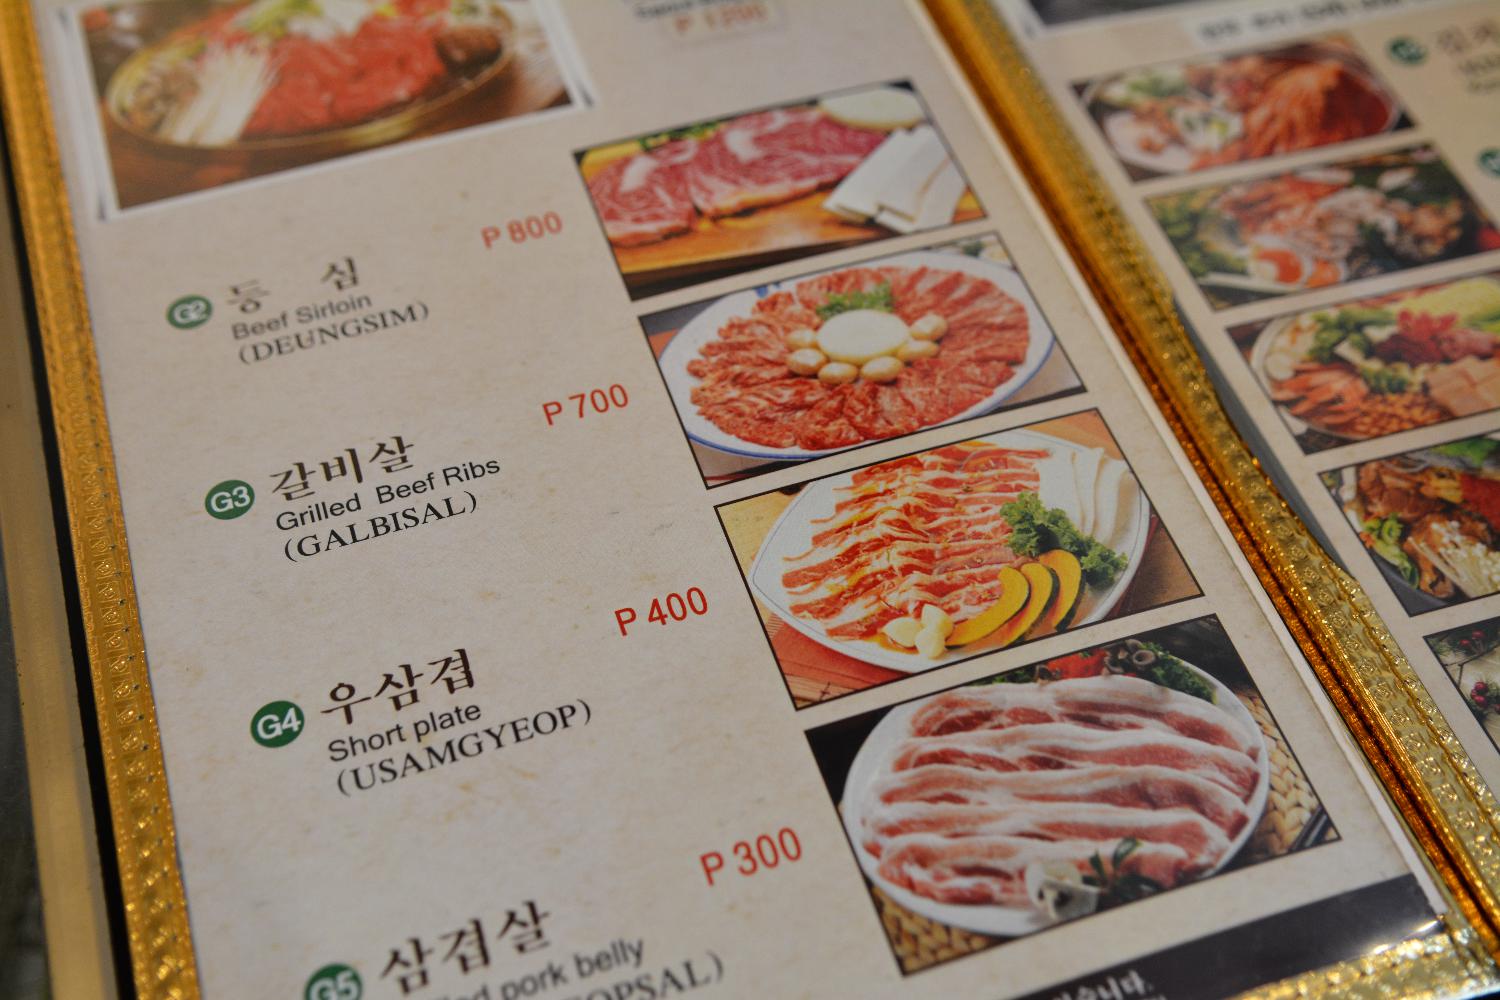 P 1200
P 800
G2 등 심
Beef Sirloin
(DEUNGSIM)
P 700
G3 갈비살
Grilled Beef Ribs
(GALBISAL)
P 400
G4 우삼겹
Short plate
(USAMGYEOP)
P 300
G5 삼겹살
pork belly